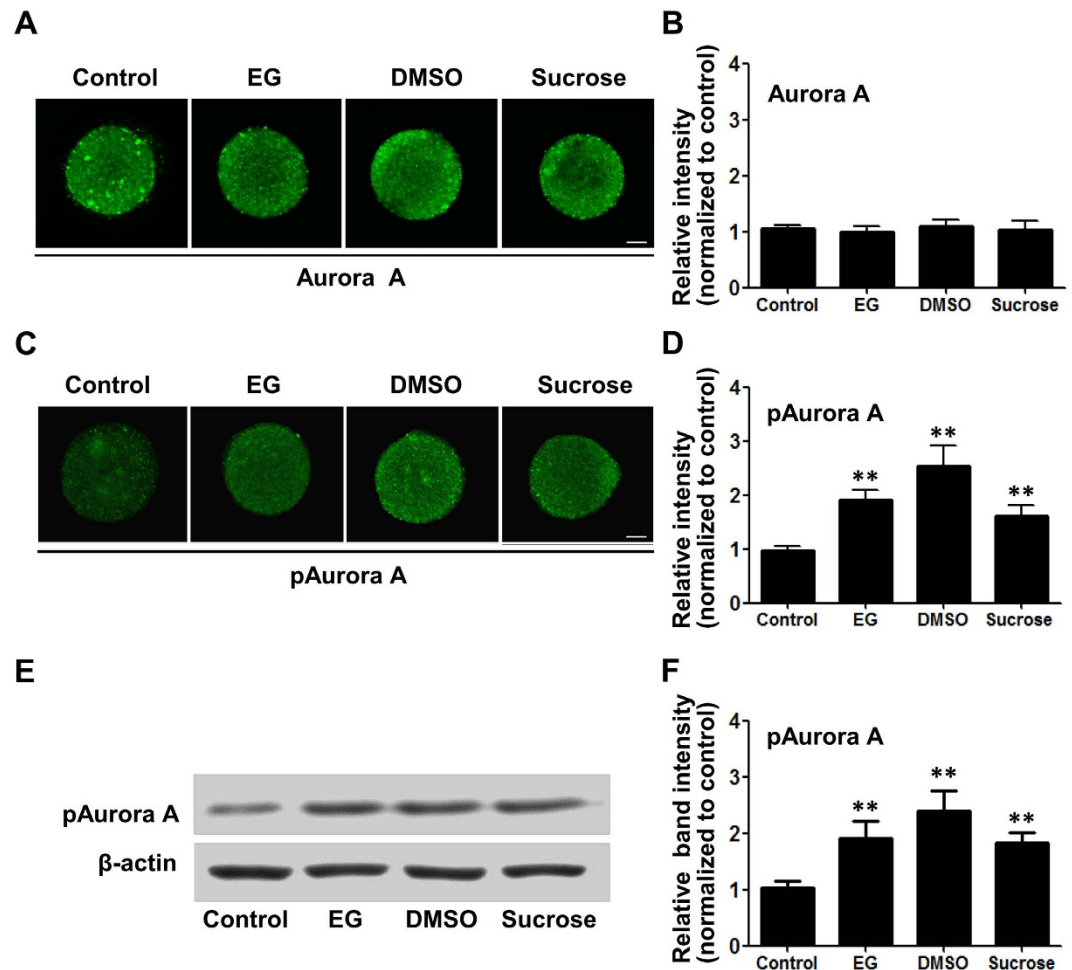 A
Control EG DMSO Sucrose
Aurora A
B
Relative intensity
(normalized to control)
Aurora A
4
3
2
1
0
Control EG DMSO Sucrose
C
Control EG DMSO Sucrose
pAurora A
D
Relative intensity
(normalized to control)
pAurora A
4
3
2
1
0
** ** **
Control EG DMSO Sucrose
E
pAurora A
β-actin
Control EG DMSO Sucrose
F
Relative band intensity
(normalized to control)
pAurora A
4
3
2
1
0
** ** **
Control EG DMSO Sucrose